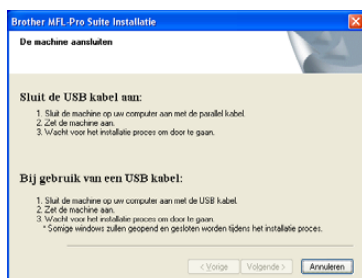 Brother MFL-Pro Suite Installatie
De machine aansluiten
Sluit de USB kabel aan:
1. Sluit de machine op uw computer aan met de parallel kabel.
2. Zet de machine aan.
3. Wacht voor het installatie proces om door te gaan.
Bij gebruik van een USB kabel:
1. Sluit de machine op uw computer aan met de USB kabel.
2. Zet de machine aan.
3. Wacht voor het installatie proces om door te gaan.
* Somige windows zullen geopend en gesloten worden tijdens het installatie proces.
< Vorige Volgende > Annuleren